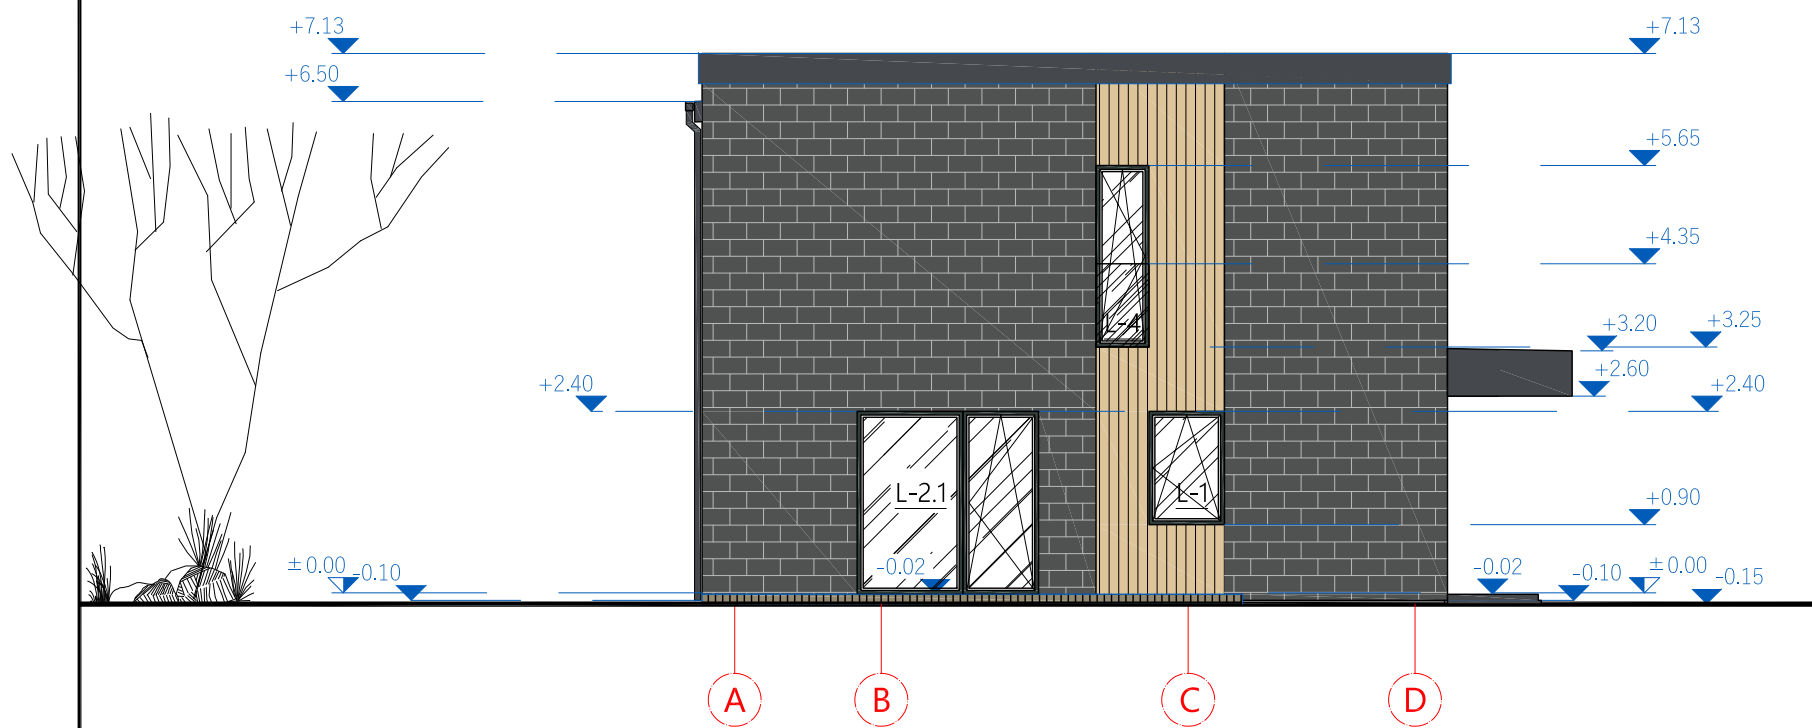 +7.13
+7.13
+6.50
+5.65
+4.35
L-4
+3.20
+3.25
+2.60
+2.40
+2.40
L-2.1
L-1
+0.90
±0.00
-0.10
-0.02
-0.02
-0.10
±0.00
-0.15
A
B
C
D